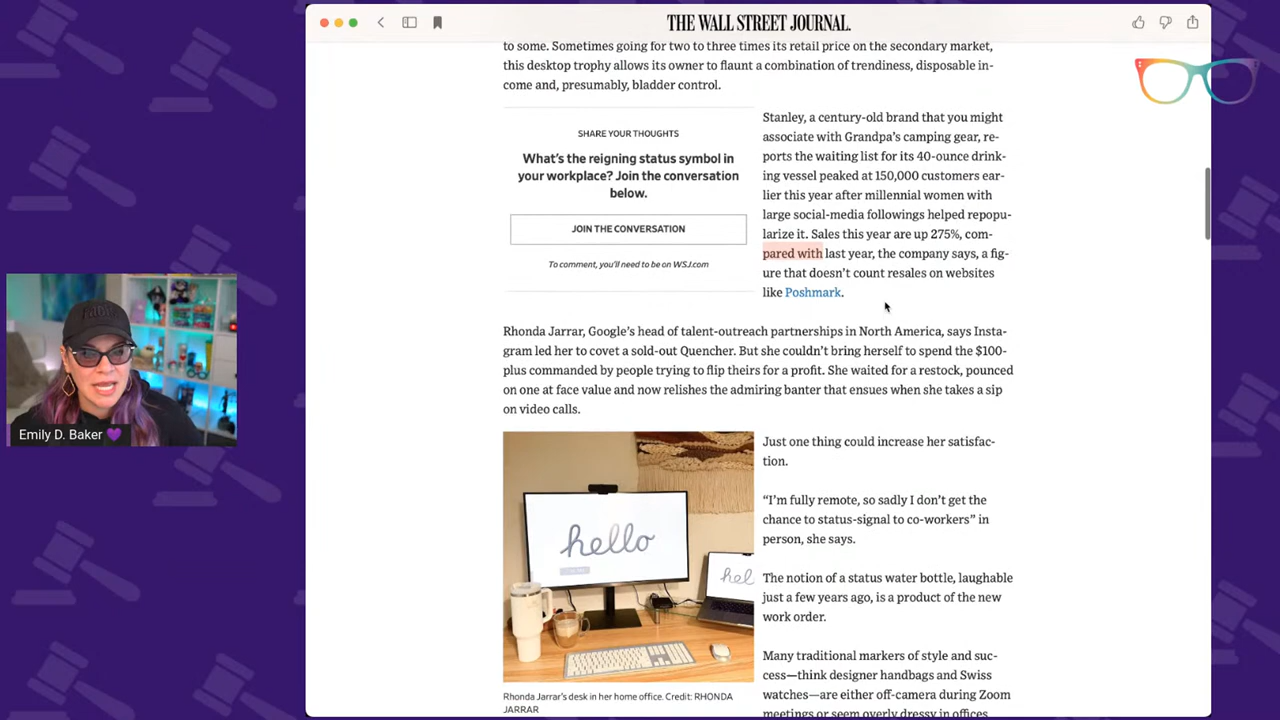 THE WALL STREET JOURNAL.
to some. Sometimes going for two to three times its retail price on the secondary market,
this desktop trophy allows its owner to flaunt a combination of trendiness, disposable in-
come and, presumably, bladder control.
SHARE YOUR THOUGHTS
What's the reigning status symbol in
your workplace? Join the conversation
below.
JOIN THE CONVERSATION
To comment, you'll need to be on WSJ.com
Stanley, a century-old brand that you might
associate with Grandpa's camping gear, re-
ports the waiting list for its 40-ounce drink-
ing vessel peaked at 150,000 customers ear-
lier this year after millennial women with
large social-media followings helped repopu-
larize it. Sales this year are up 275%, com-
pared with last year, the company says, a fig-
ure that doesn't count resales on websites
like Poshmark.
Rhonda Jarrar, Google's head of talent-outreach partnerships in North America, says Insta-
gram led her to covet a sold-out Quencher. But she couldn't bring herself to spend the $100-
plus commanded by people trying to flip theirs for a profit. She waited for a restock, pounced
on one at face value and now relishes the admiring banter that ensues when she takes a sip
on video calls.
hello
hel
Rhonda Jarrar's desk in her home office. Credit: RHONDA
JARRAR
Just one thing could increase her satisfac-
tion.
“I'm fully remote, so sadly I don't get the
chance to status-signal to co-workers” in
person, she says.
The notion of a status water bottle, laughable
just a few years ago, is a product of the new
work order.
Many traditional markers of style and suc-
cess—think designer handbags and Swiss
watches—are either off-camera during Zoom
meetings or seem overly dressy in offices
Emily D. Baker 💜